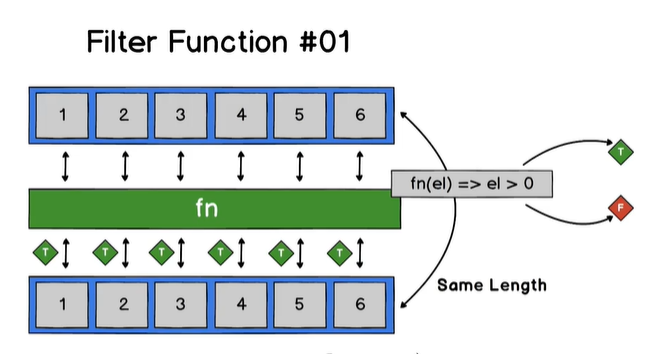 Filter Function #01
1 2 3 4 5 6
T
fn(el) => el > 0
fn
F
T T T T T T
Same Length
1 2 3 4 5 6